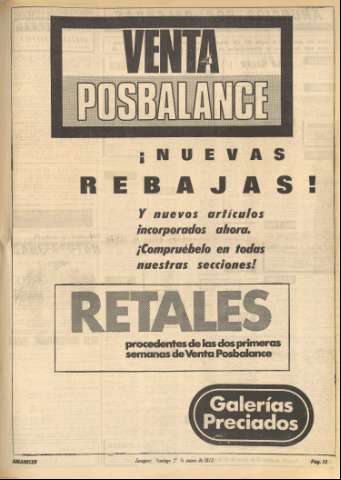 VENTA
POSBALANCE
¡NUEVAS
REBAJAS!
Y nuevos artículos
incorporados ahora.
¡Compruébelo en todas
nuestras secciones!
RETALES
procedentes de las dos primeras
semanas de Venta Posbalance
Galerías
Preciados
AMANECER
Pág. 11